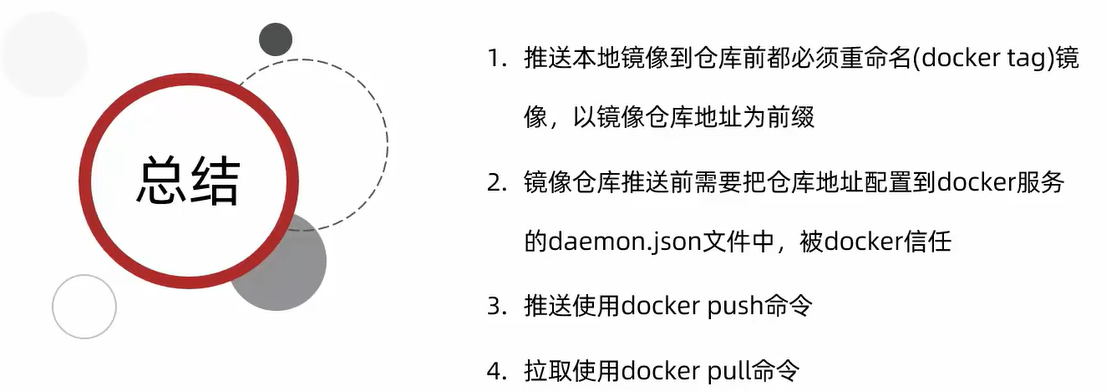 总结
1. 推送本地镜像到仓库前都必须重命名(docker tag)镜
像，以镜像仓库地址为前缀
2. 镜像仓库推送前需要把仓库地址配置到docker服务
的daemon.json文件中，被docker信任
3. 推送使用docker push命令
4. 拉取使用docker pull命令